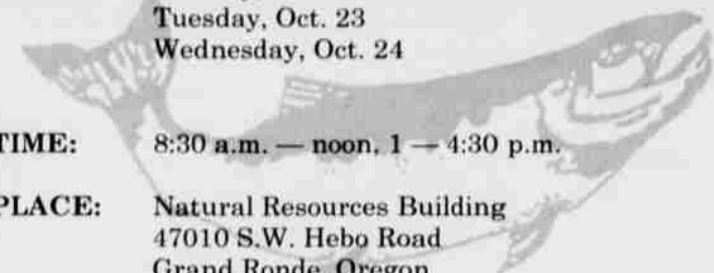 Tuesday, Oct. 23
Wednesday, Oct. 24
TIME: 8:30 a.m. — noon, 1 — 4:30 p.m.
PLACE: Natural Resources Building
47010 S.W. Hebo Road
Grand Ronde, Oregon